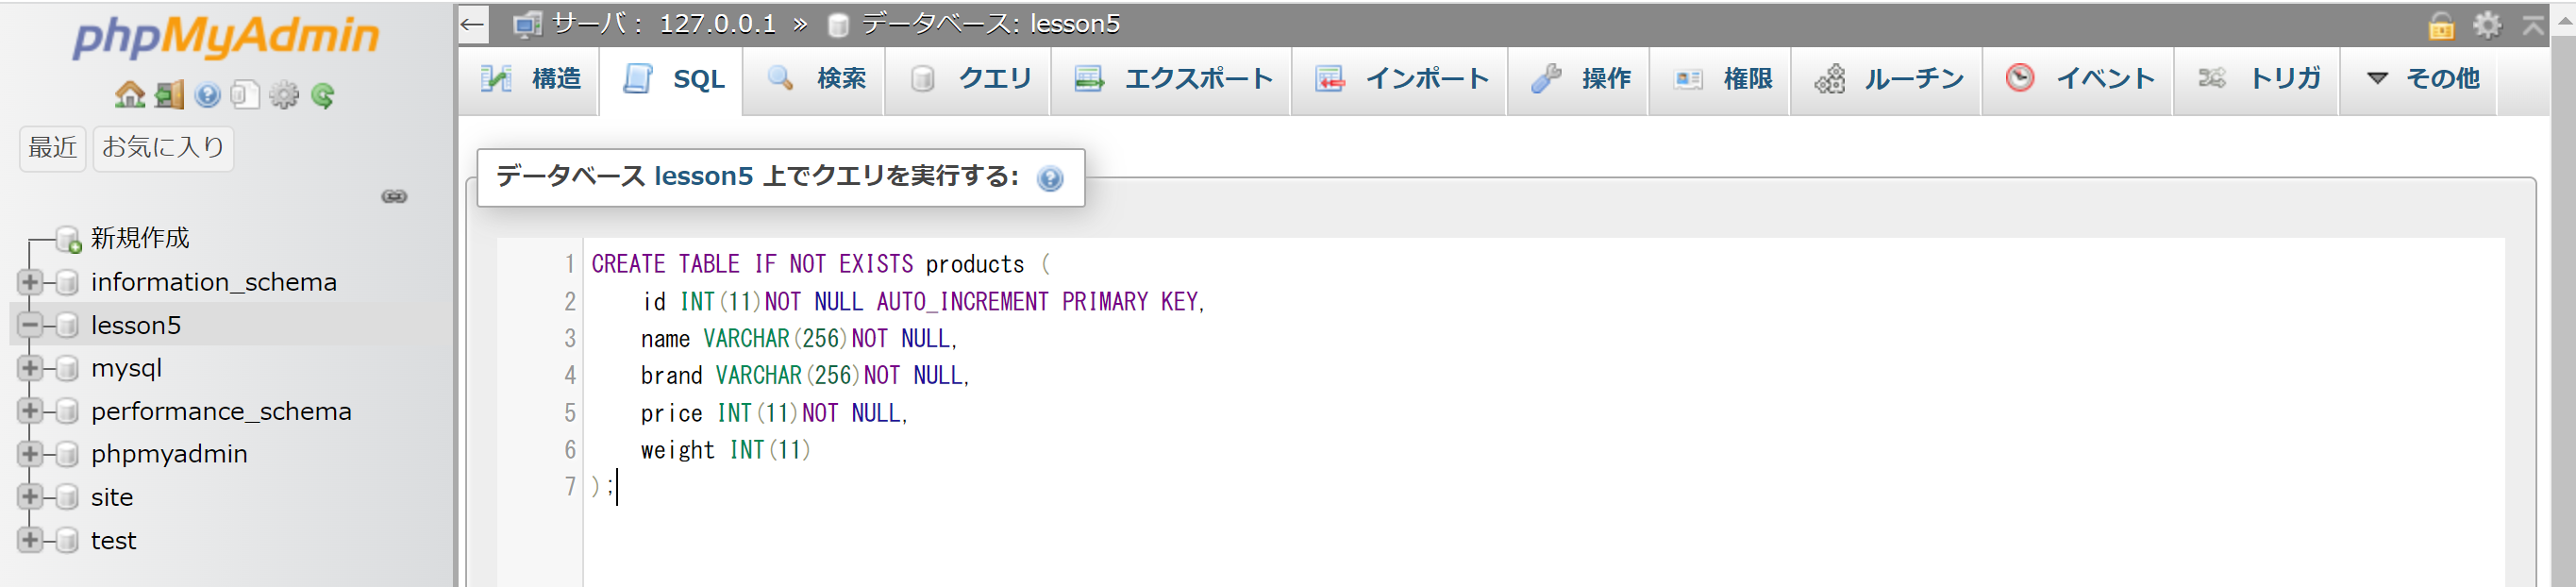 phpMyAdmin
最近 お気に入り
新規作成
information_schema
lesson5
mysql
performance_schema
phpmyadmin
site
test
サーバ： 127.0.0.1 » データベース: lesson5
構造 SQL 検索 クエリ エクスポート インポート 操作 権限 ルーチン イベント トリガ その他
データベース lesson5 上でクエリを実行する:
1 CREATE TABLE IF NOT EXISTS products (
2 id INT(11)NOT NULL AUTO_INCREMENT PRIMARY KEY,
3 name VARCHAR(256)NOT NULL,
4 brand VARCHAR(256)NOT NULL,
5 price INT(11)NOT NULL,
6 weight INT(11)
7 );